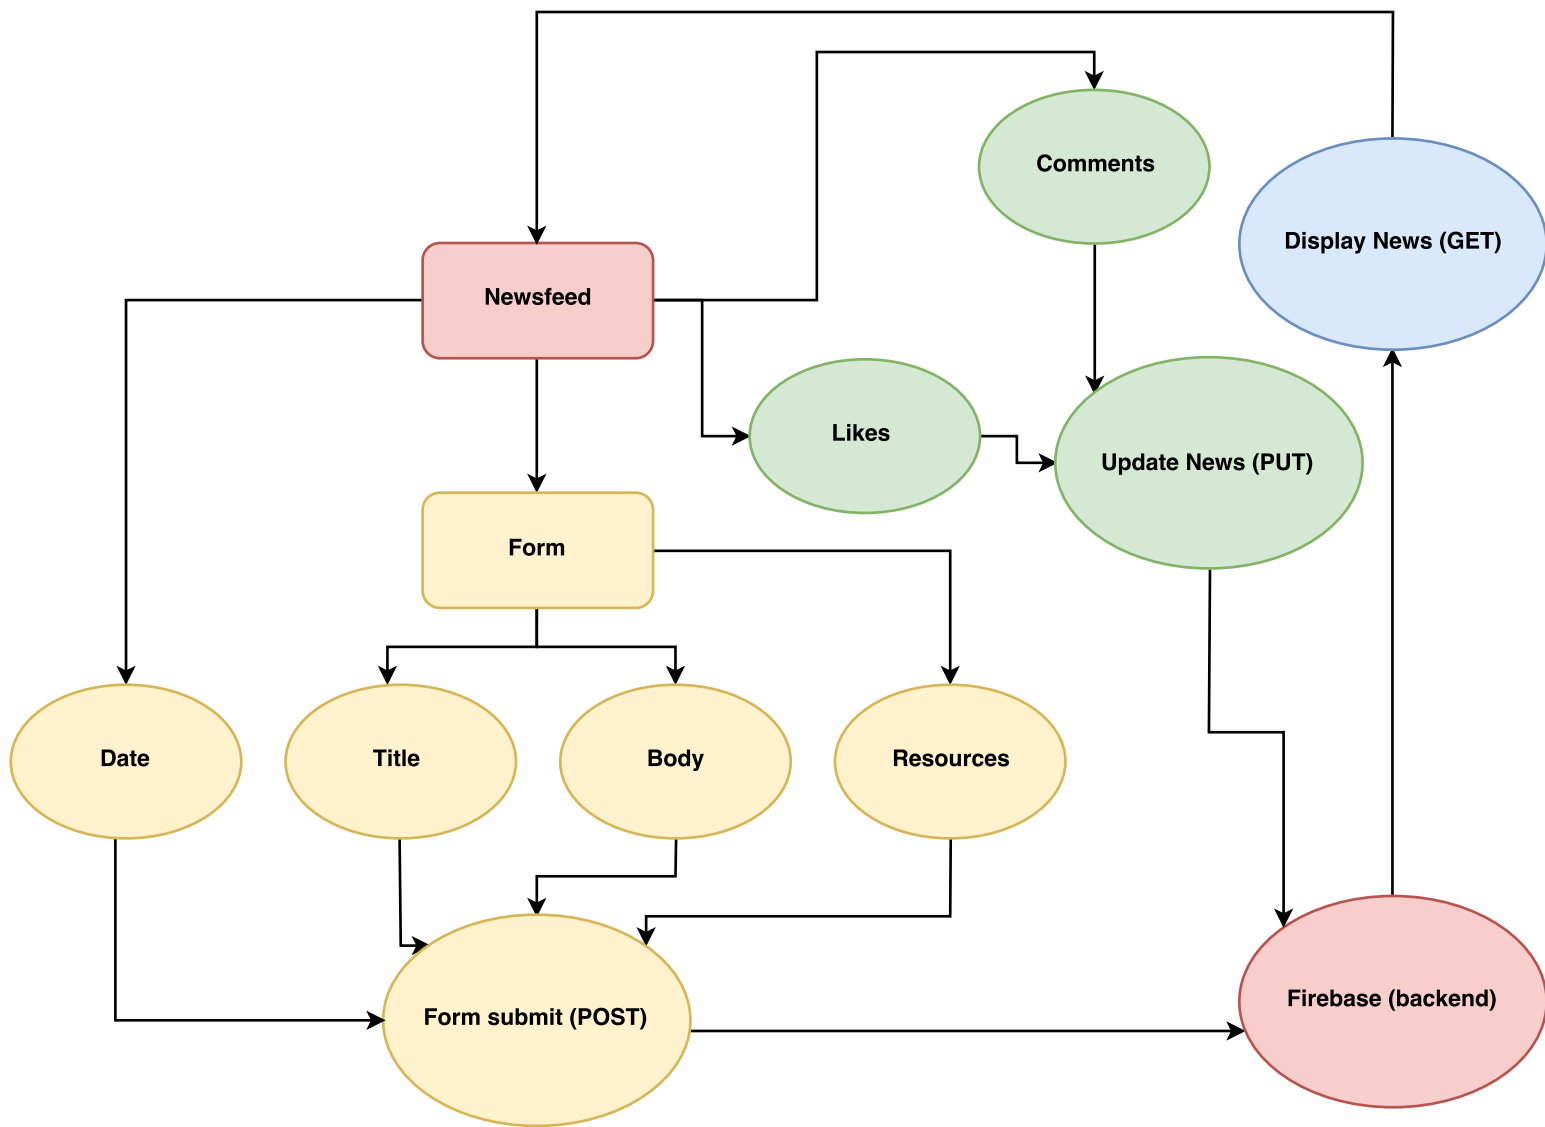 Comments
Display News (GET)
Newsfeed
Likes
Update News (PUT)
Form
Date
Title
Body
Resources
Form submit (POST)
Firebase (backend)